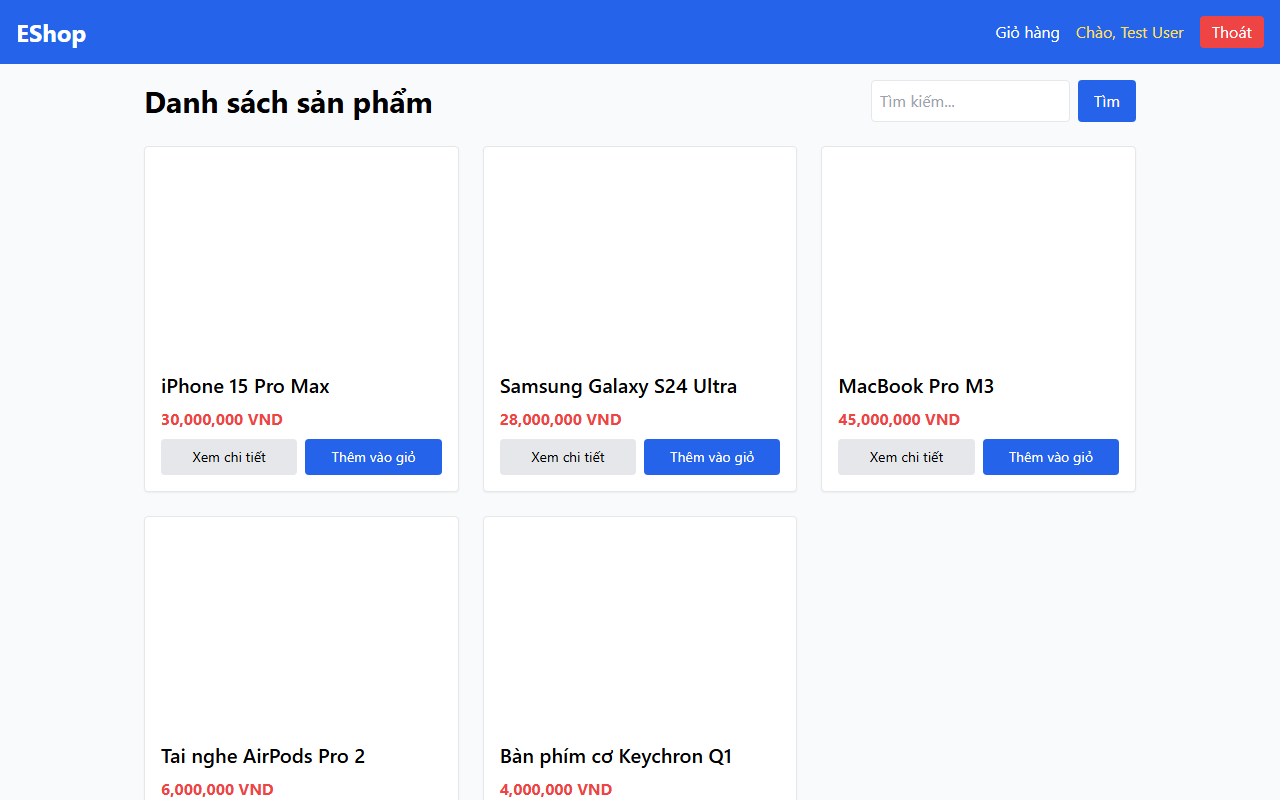 EShop
Giỏ hàng
Chào, Test User
Thoát
Danh sách sản phẩm
Tìm kiếm...
Tìm
iPhone 15 Pro Max
30,000,000 VND
Xem chi tiết
Thêm vào giỏ
Samsung Galaxy S24 Ultra
28,000,000 VND
Xem chi tiết
Thêm vào giỏ
MacBook Pro M3
45,000,000 VND
Xem chi tiết
Thêm vào giỏ
Tai nghe AirPods Pro 2
6,000,000 VND
Bàn phím cơ Keychron Q1
4,000,000 VND